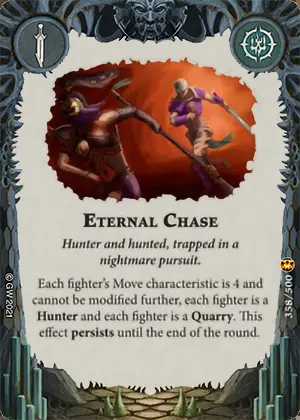 ETERNAL CHASE
Hunter and hunted, trapped in a
nightmare pursuit.
Each fighter's Move characteristic is 4 and
cannot be modified further, each fighter is a
Hunter and each fighter is a Quarry. This
effect persists until the end of the round.
© GW 2021
358/500